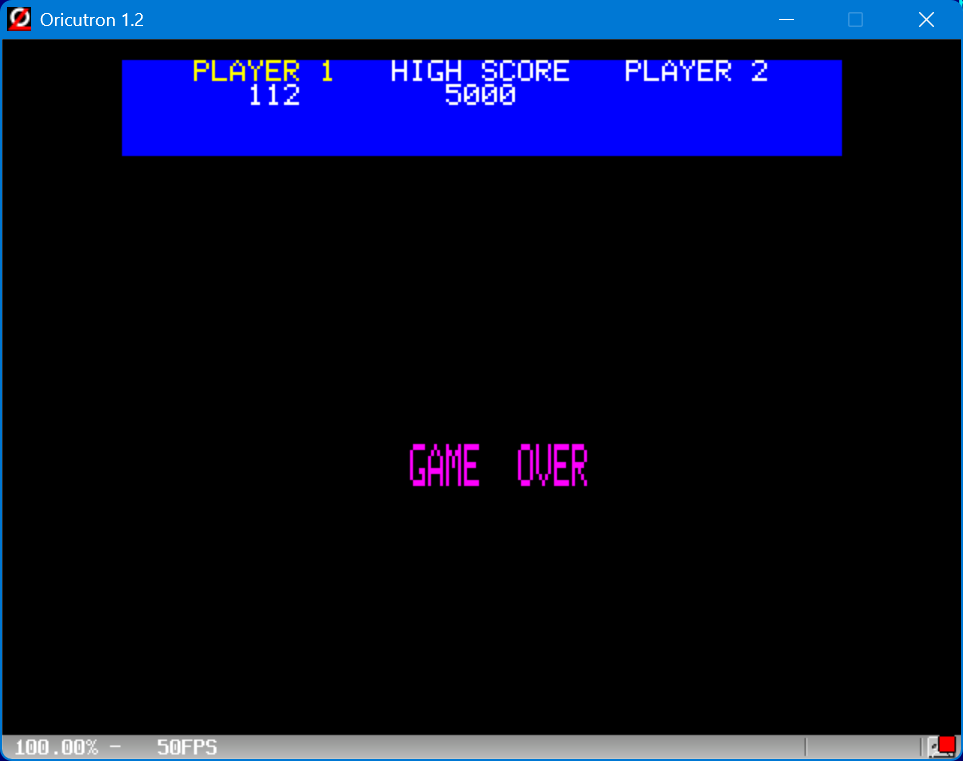 Oricutron 1.2
PLAYER 1 HIGH SCORE PLAYER 2
112 5000
GAME OVER
100.00% - 50FPS